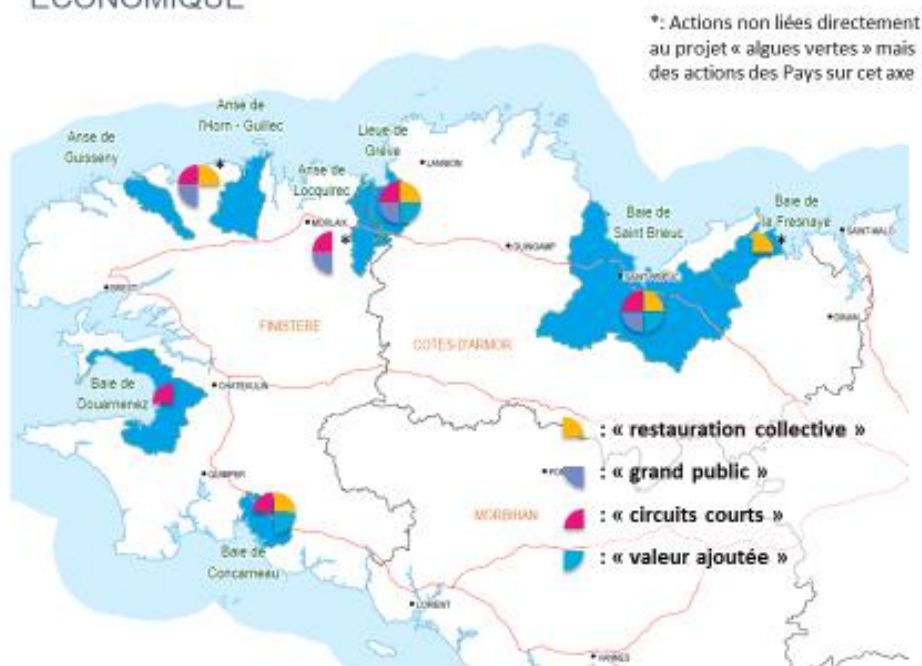 ÉCONOMIQUE
*: Actions non liées directement
au projet « algues vertes » mais
des actions des Pays sur cet axe
Anse de
l'Horn - Guillec
Anse de
Guisseny
Lieue de
Grève
Anse de
Locquirec
LANNION
Baie de
la Fresnaye
Baie de
Saint Brieuc
SAINT-MALO
MORLAIX
*
*
*
GUINGAMP
SAINT-BRIEUC
BREST
DINAN
FINISTERE
COTES-D'ARMOR
Baie de
Douarnenez
CHATEAULIN
: « restauration collective »
QUIMPER
: « grand public »
MORBIHAN
: « circuits courts »
Baie de
Concarneau
: « valeur ajoutée »
LORIENT
VANNES